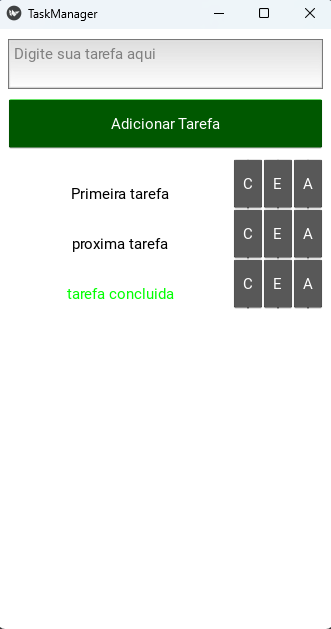 TaskManager
Digite sua tarefa aqui
Adicionar Tarefa
Primeira tarefa C E A
proxima tarefa C E A
tarefa concluida C E A